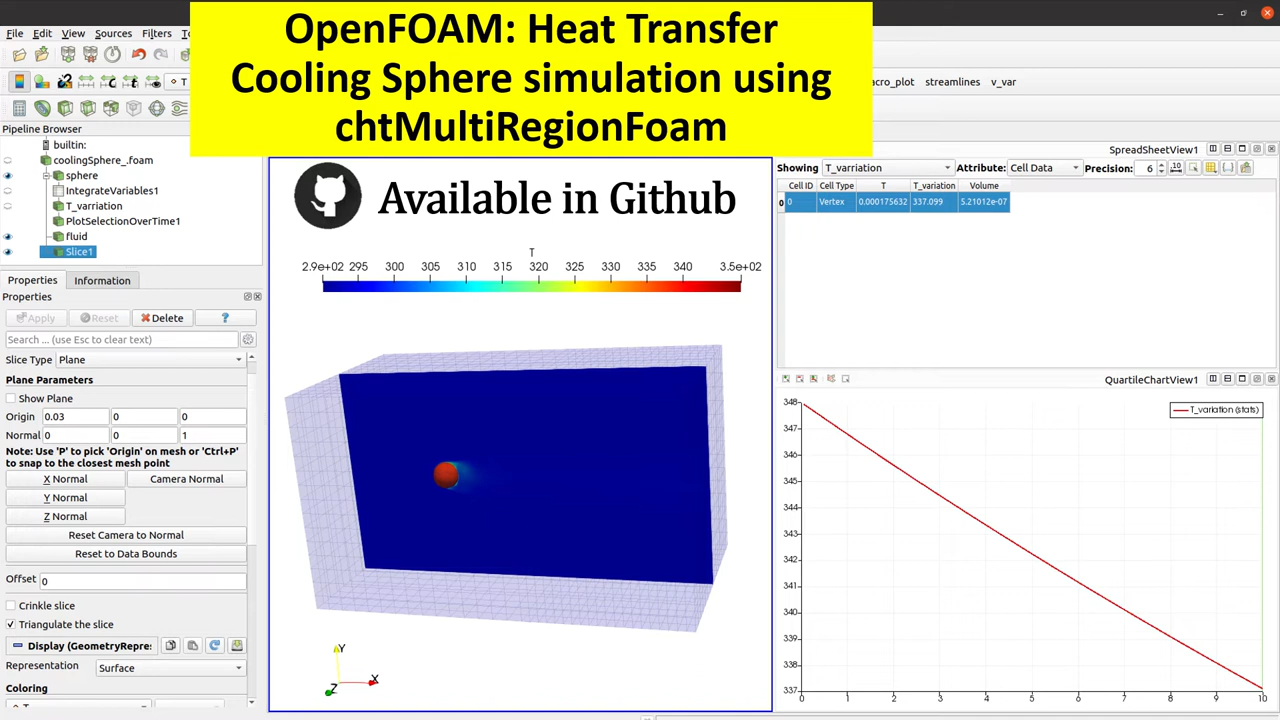 OpenFOAM: Heat Transfer
Cooling Sphere simulation using
chtMultiRegionFoam
File Edit View Sources Filters
T
acro_plot streamlines v_var
Pipeline Browser
builtin:
coolingSphere_.foam
sphere
IntegrateVariables1
T_varriation
PlotSelectionOverTime1
fluid
Slice1
Properties Information
Properties
Apply Reset Delete ?
Search ... (use Esc to clear text)
Slice Type Plane
Plane Parameters
Show Plane
Origin 0.03 0 0
Normal 0 0 1
Note: Use 'P' to pick 'Origin' on mesh or 'Ctrl+P'
to snap to the closest mesh point
X Normal Camera Normal
Y Normal
Z Normal
Reset Camera to Normal
Reset to Data Bounds
Offset 0
Crinkle slice
Triangulate the slice
Display (GeometryRepre:
Representation Surface
Coloring
Available in Github
T
2.9e+02 295 300 305 310 315 320 325 330 335 340 3.5e+02
Y
X
Z
SpreadSheetView1
Showing T_varriation Attribute: Cell Data Precision: 6
Cell ID Cell Type T T_variation Volume
0 0 Vertex 0.000175632 337.099 5.21012e-07
QuartileChartView1
T_variation (stats)
348
347
346
345
344
343
342
341
340
339
338
337
0 1 2 3 4 5 6 7 8 9 10